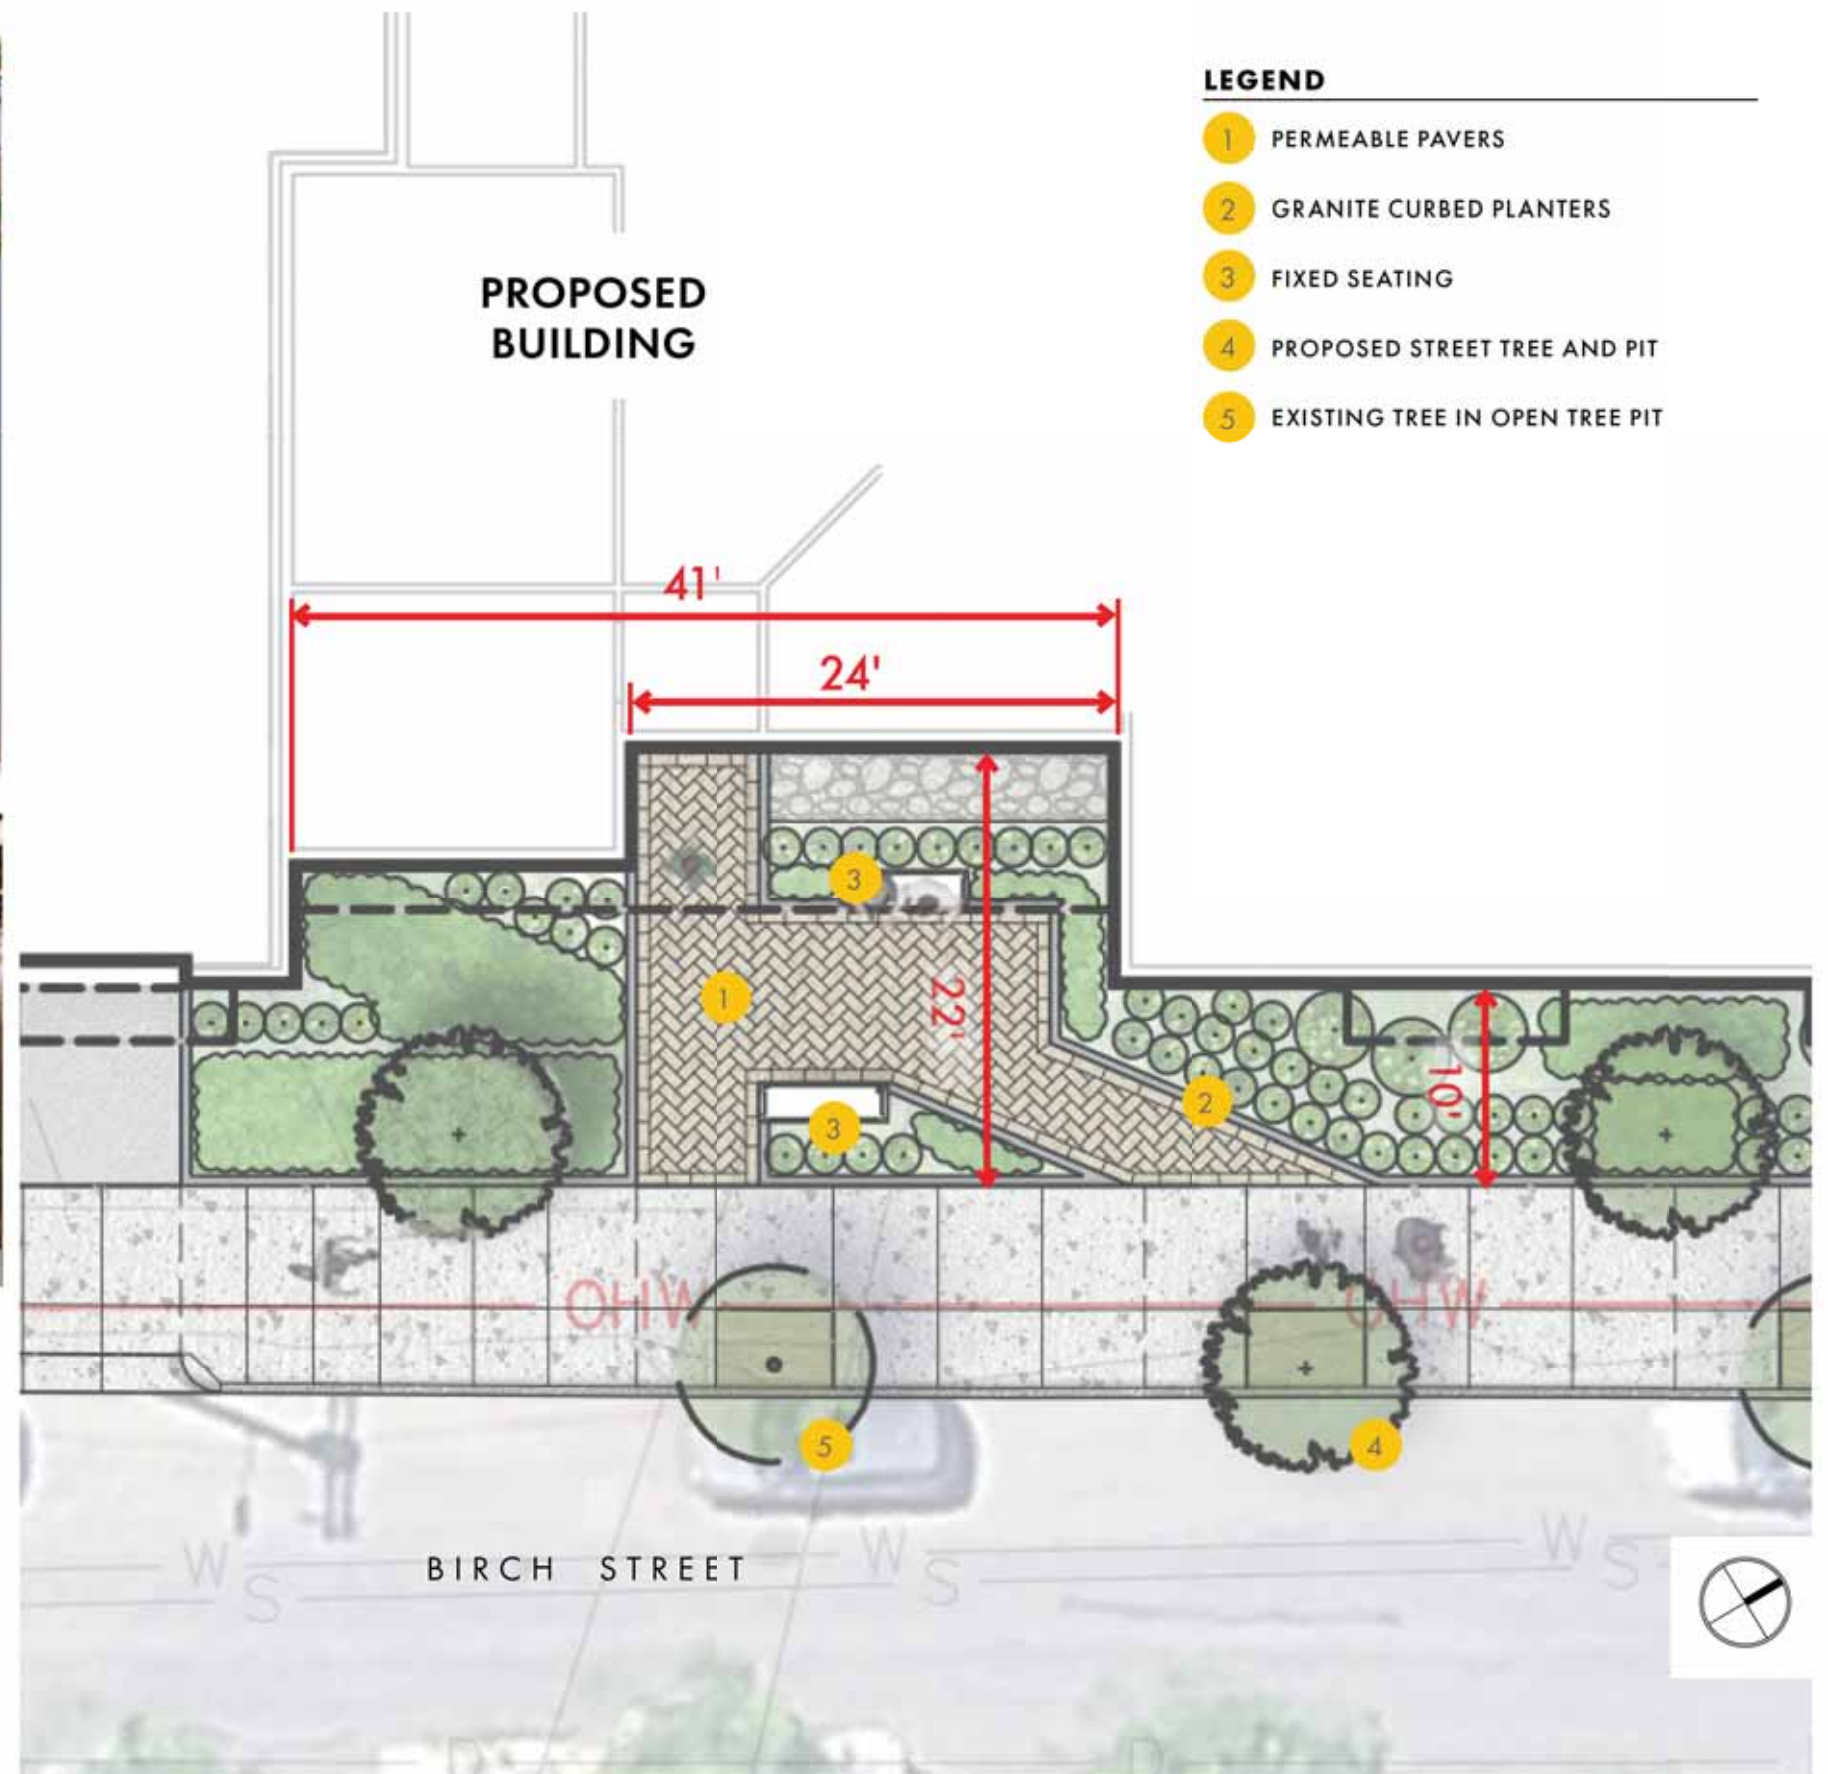 LEGEND
1 PERMEABLE PAVERS
2 GRANITE CURBED PLANTERS
3 FIXED SEATING
4 PROPOSED STREET TREE AND PIT
5 EXISTING TREE IN OPEN TREE PIT
PROPOSED
BUILDING
41'
24'
3
1
22'
2
10'
3
OHW
OHW
5
4
W
W
W
BIRCH STREET
S
S
S
D
D